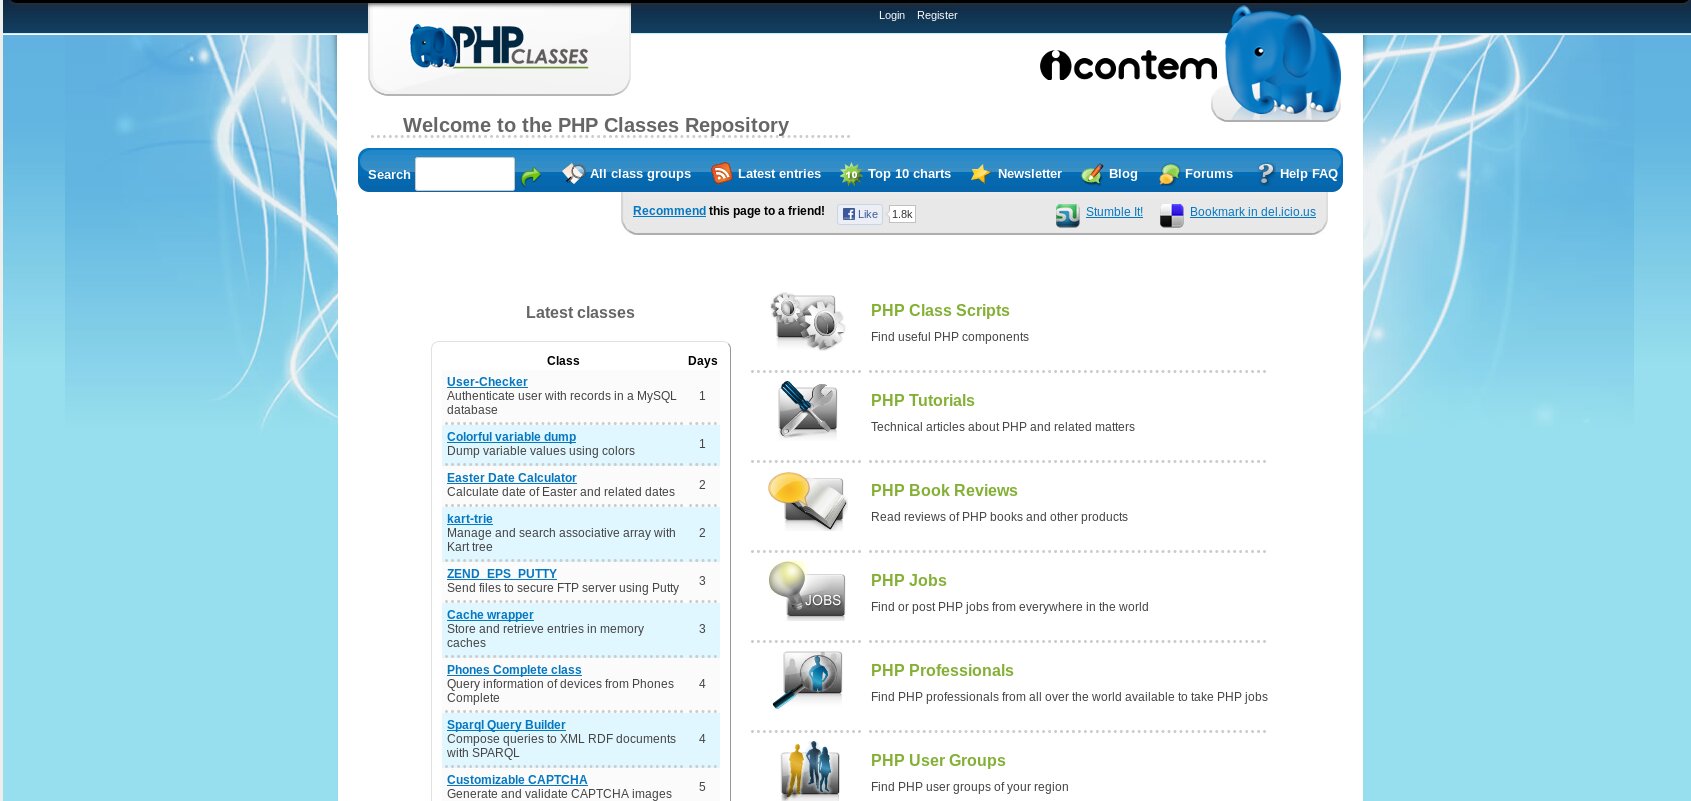 Login Register
PHP CLASSES
icontem
Welcome to the PHP Classes Repository
Search All class groups Latest entries 10 Top 10 charts Newsletter Blog Forums ? Help FAQ
Recommend this page to a friend! Like 1.8k Stumble It! Bookmark in del.icio.us
Latest classes
Class Days
User-Checker
Authenticate user with records in a MySQL
database
1
Colorful variable dump
Dump variable values using colors
1
Easter Date Calculator
Calculate date of Easter and related dates
2
kart-trie
Manage and search associative array with
Kart tree
2
ZEND_EPS_PUTTY
Send files to secure FTP server using Putty
3
Cache wrapper
Store and retrieve entries in memory
caches
3
Phones Complete class
Query information of devices from Phones
Complete
4
Sparql Query Builder
Compose queries to XML RDF documents
with SPARQL
4
Customizable CAPTCHA
Generate and validate CAPTCHA images
5
PHP Class Scripts
Find useful PHP components
PHP Tutorials
Technical articles about PHP and related matters
PHP Book Reviews
Read reviews of PHP books and other products
JOBS
PHP Jobs
Find or post PHP jobs from everywhere in the world
PHP Professionals
Find PHP professionals from all over the world available to take PHP jobs
PHP User Groups
Find PHP user groups of your region